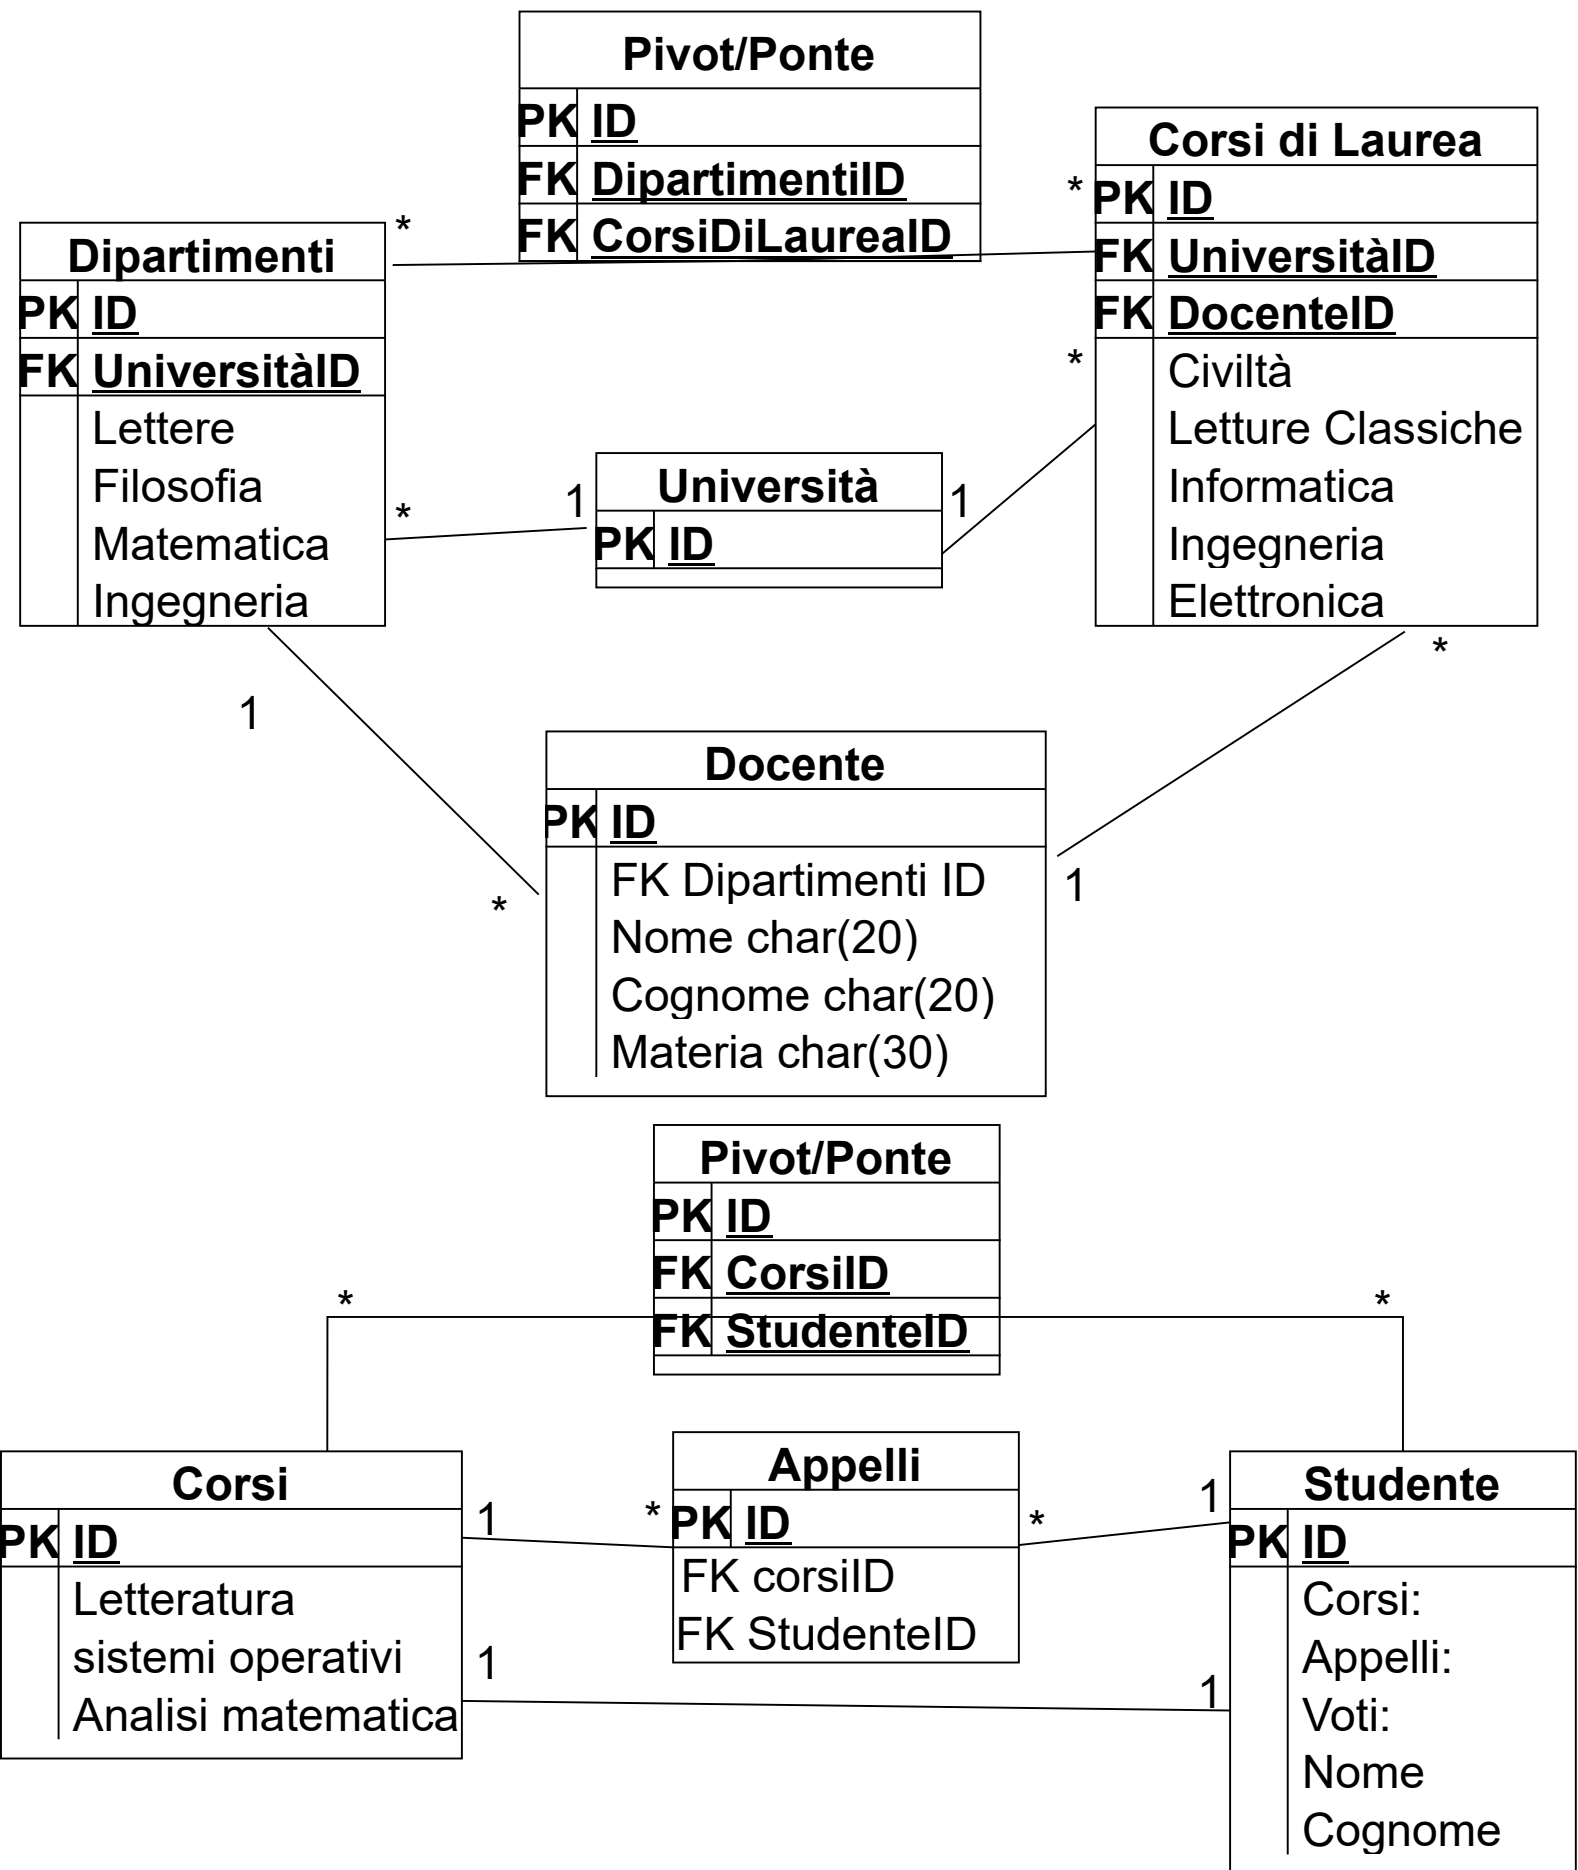 Pivot/Ponte
PK ID
FK DipartimentiID
FK CorsiDiLaureaID
Corsi di Laurea
* PK ID
FK UniversitàID
FK DocenteID
* Civiltà
Letture Classiche
Informatica
Ingegneria
Elettronica
*
*
Dipartimenti
PK ID
FK UniversitàID
Lettere
Filosofia
Matematica
Ingegneria
* 1
Università
PK ID
1
1
*
Docente
PK ID
FK Dipartimenti ID
Nome char(20)
Cognome char(20)
Materia char(30)
1
Pivot/Ponte
PK ID
FK CorsiID
FK StudenteID
* *
Corsi
PK ID
Letteratura
sistemi operativi
Analisi matematica
1 *
1 1
Appelli
PK ID
FK corsiID
FK StudenteID
* 1
Studente
PK ID
Corsi:
Appelli:
Voti:
Nome
Cognome